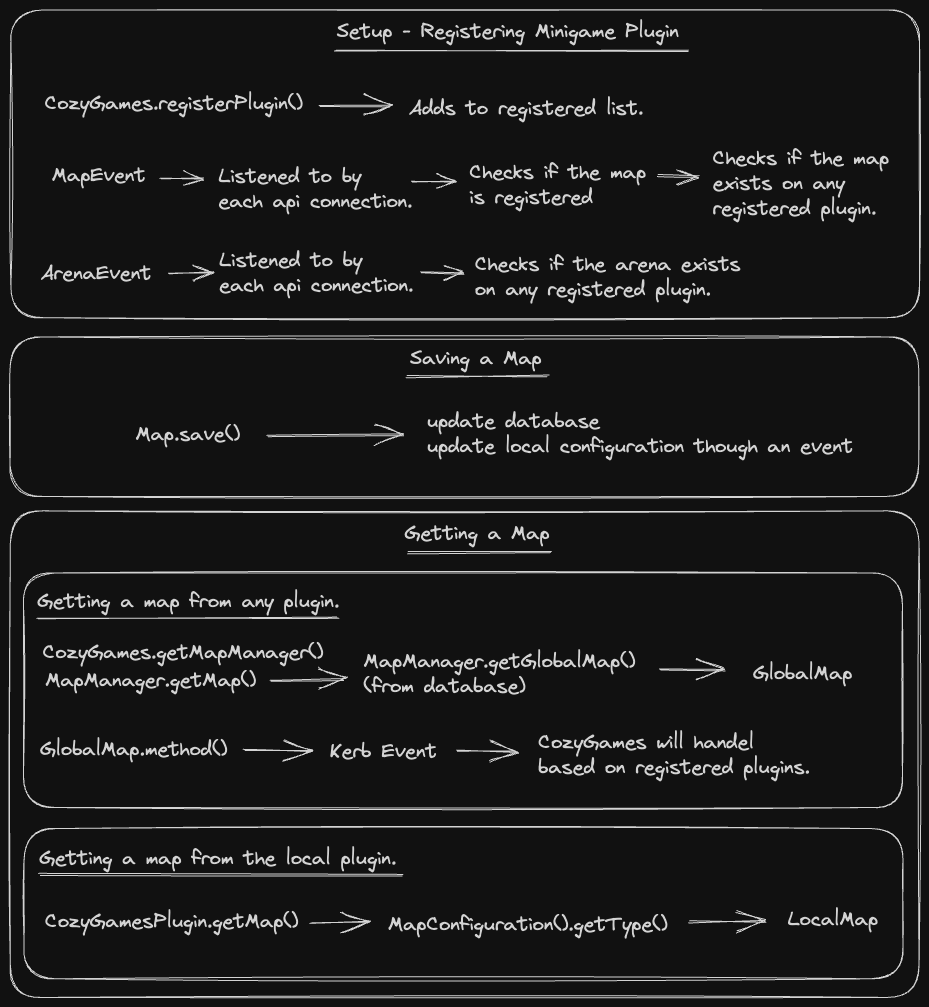 Setup - Registering Minigame Plugin
CozyGames.registerPlugin()
Adds to registered list.
MapEvent
Listened to by
each api connection.
Checks if the map
is registered
Checks if the map
exists on any
registered plugin.
ArenaEvent
Listened to by
each api connection.
Checks if the arena exists
on any registered plugin.
Saving a Map
Map.save()
update database
update local configuration though an event
Getting a Map
Getting a map from any plugin.
CozyGames.getMapManager()
MapManager.getMap()
MapManager.getGlobalMap()
(from database)
GlobalMap
GlobalMap.method()
Kerb Event
CozyGames will handel
based on registered plugins.
Getting a map from the local plugin.
CozyGamesPlugin.getMap()
MapConfiguration().getType()
LocalMap